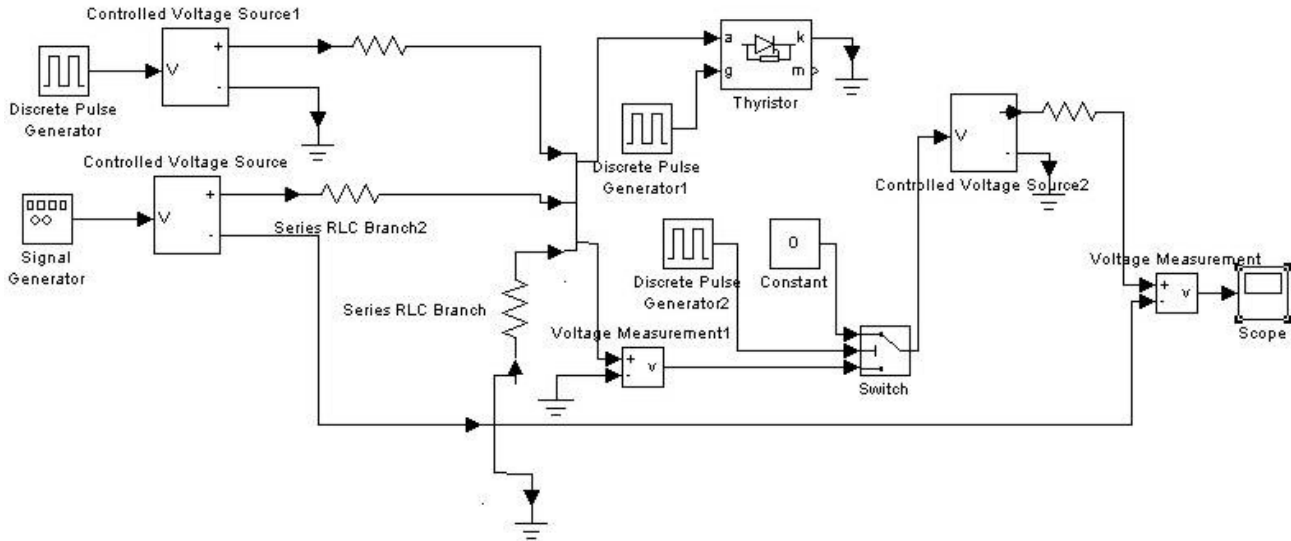 Controlled Voltage Source1
V
+
-
Discrete Pulse
Generator
a
k
g
m
Thyristor
Discrete Pulse
Generator1
Controlled Voltage Source
V
+
-
Signal
Generator
Series RLC Branch2
V
-
Controlled Voltage Source2
Discrete Pulse
Generator2
0
Constant
Series RLC Branch
Voltage Measurement1
+
-
v
Switch
Voltage Measurement
+
-
v
Scope